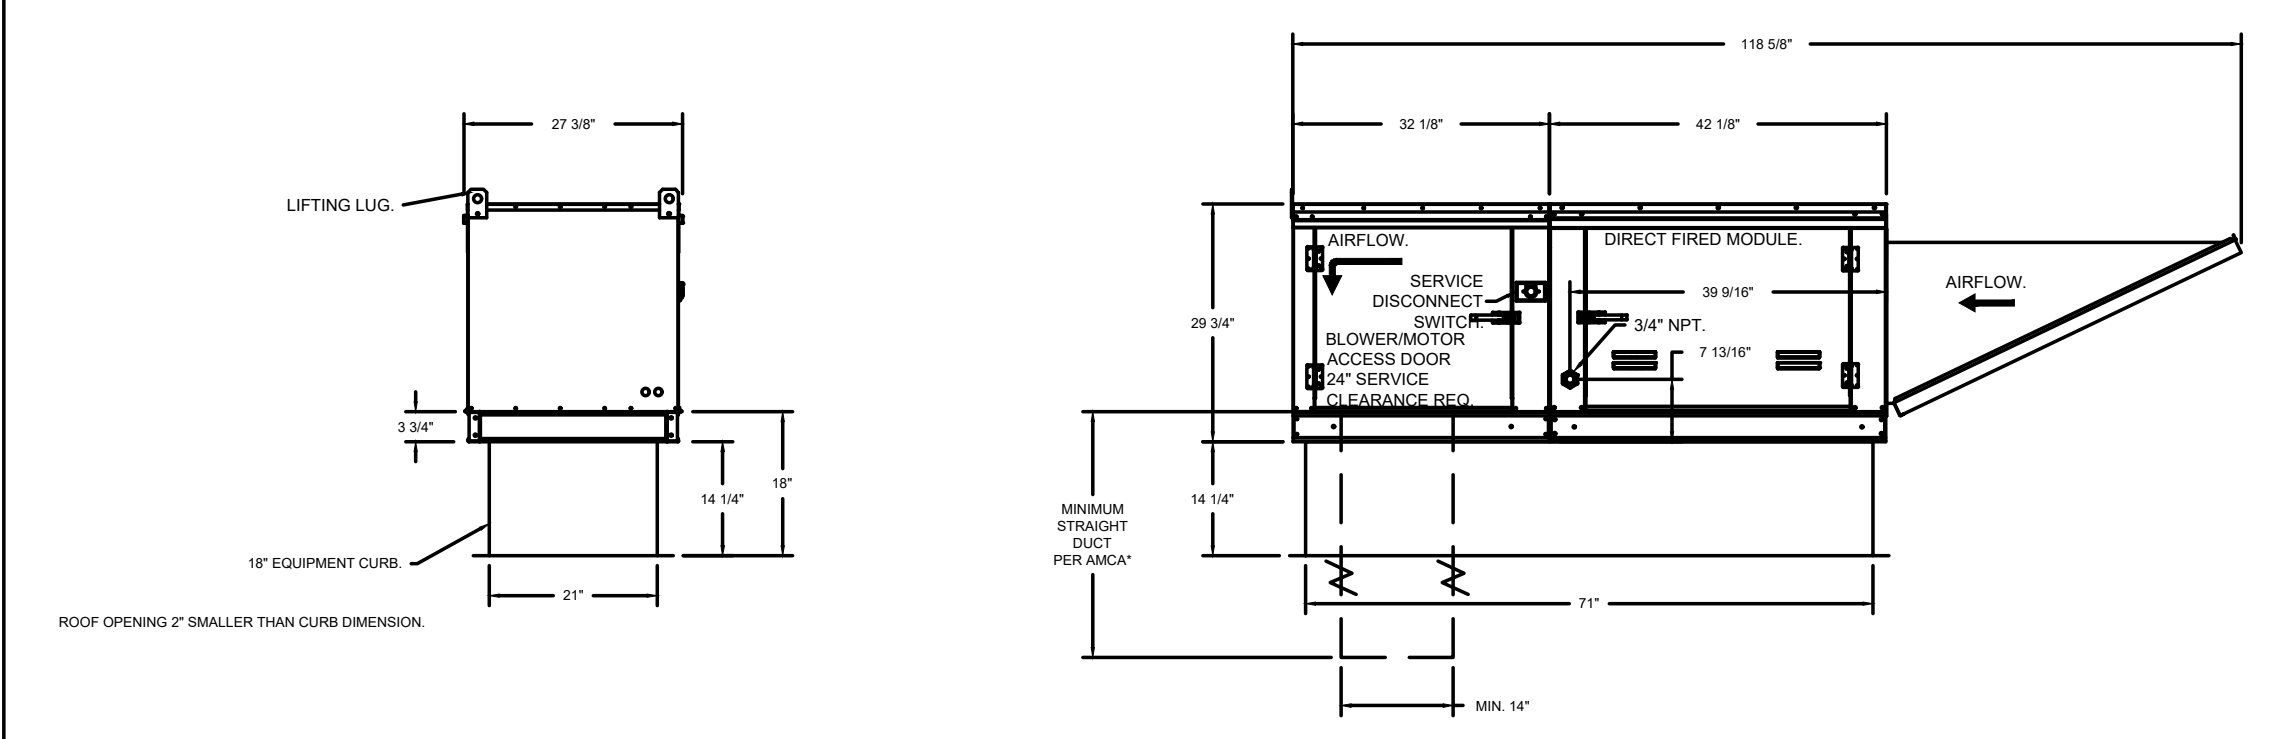 118 5/8"
27 3/8"
32 1/8"
42 1/8"
LIFTING LUG.
AIRFLOW.
DIRECT FIRED MODULE.
SERVICE
DISCONNECT
SWITCH.
39 9/16"
AIRFLOW.
29 3/4"
3/4" NPT.
BLOWER/MOTOR
ACCESS DOOR
24" SERVICE
CLEARANCE REQ.
7 13/16"
3 3/4"
14 1/4"
18"
14 1/4"
MINIMUM
STRAIGHT
DUCT
PER AMCA*
18" EQUIPMENT CURB.
21"
71"
ROOF OPENING 2" SMALLER THAN CURB DIMENSION.
MIN. 14"